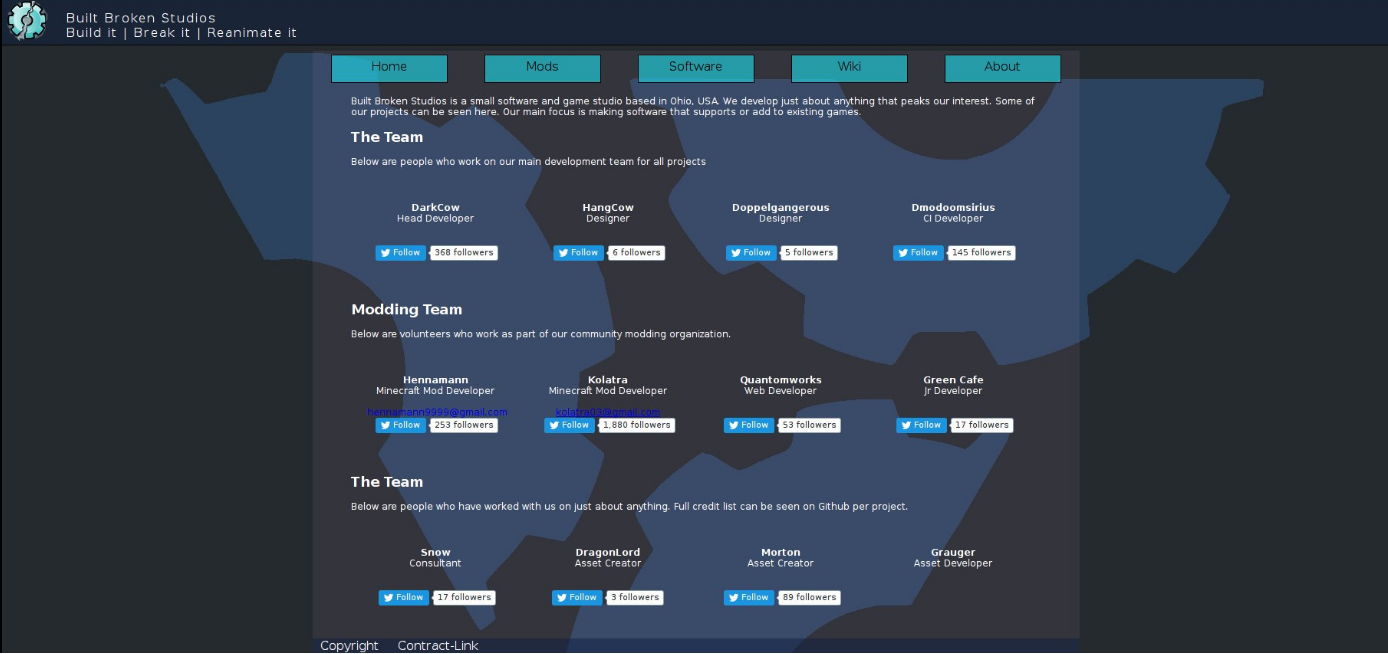 Built Broken Studios
Build it | Break it | Reanimate it
Home Mods Software Wiki About
Built Broken Studios is a small software and game studio based in Ohio, USA. We develop just about anything that peaks our interest. Some of
our projects can be seen here. Our main focus is making software that supports or add to existing games.
The Team
Below are people who work on our main development team for all projects
DarkCow HangCow Doppelgangerous Dmodoomsirius
Head Developer Designer Designer CI Developer
Follow 368 followers Follow 6 followers Follow 5 followers Follow 145 followers
Modding Team
Below are volunteers who work as part of our community modding organization.
Hennamann Kolatra Quantomworks Green Cafe
Minecraft Mod Developer Minecraft Mod Developer Web Developer Jr Developer
hennamann9999@gmail.com kolatra03@gmail.com
Follow 253 followers Follow 1,880 followers Follow 53 followers Follow 17 followers
The Team
Below are people who have worked with us on just about anything. Full credit list can be seen on Github per project.
Snow DragonLord Morton Grauger
Consultant Asset Creator Asset Creator Asset Developer
Follow 17 followers Follow 3 followers Follow 89 followers
Copyright Contract-Link